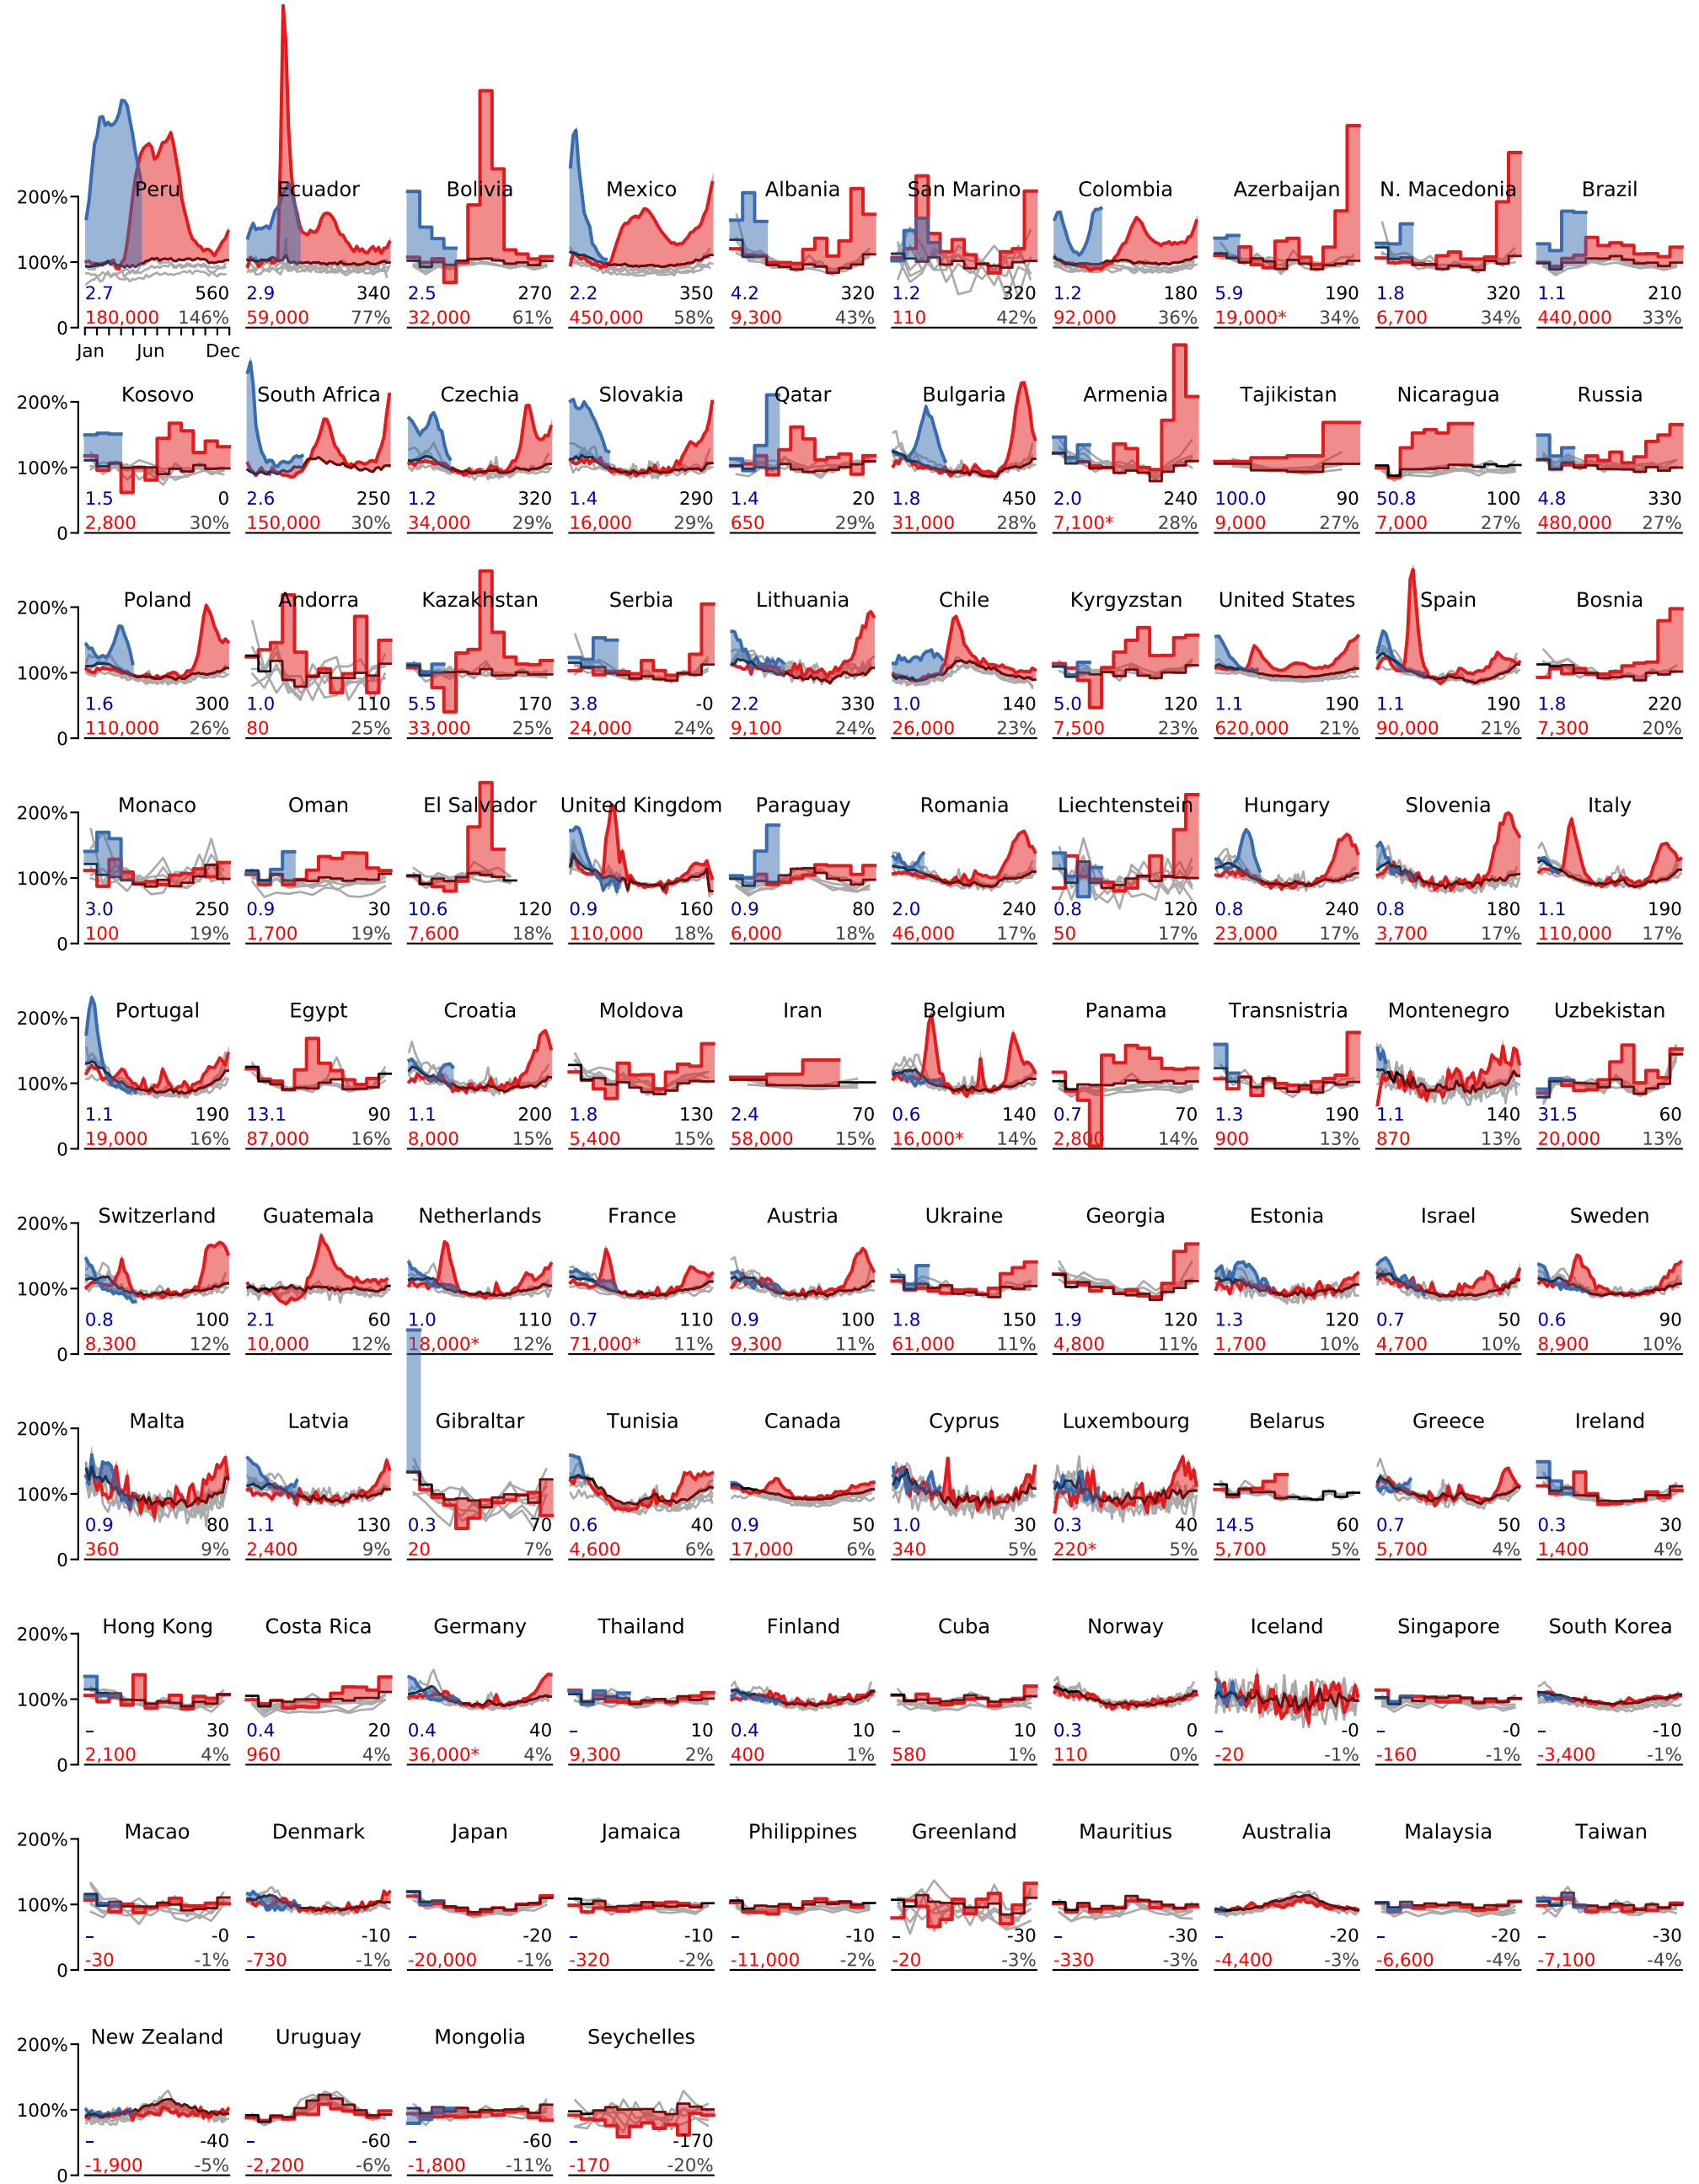 Peru Ecuador Bolivia Mexico Albania San Marino Colombia Azerbaijan N. Macedonia Brazil
200%
100%
2.7 560 2.9 340 2.5 270 2.2 350 4.2 320 1.2 320 1.2 180 5.9 190 1.8 320 1.1 210
180,000 146% 59,000 77% 32,000 61% 450,000 58% 9,300 43% 110 42% 92,000 36% 19,000* 34% 6,700 34% 440,000 33%
0
Jan Jun Dec
Kosovo South Africa Czechia Slovakia Qatar Bulgaria Armenia Tajikistan Nicaragua Russia
200%
100%
1.5 0 2.6 250 1.2 320 1.4 290 1.4 20 1.8 450 2.0 240 100.0 90 50.8 100 4.8 330
2,800 30% 150,000 30% 34,000 29% 16,000 29% 650 29% 31,000 28% 7,100* 28% 9,000 27% 7,000 27% 480,000 27%
0
Poland Andorra Kazakhstan Serbia Lithuania Chile Kyrgyzstan United States Spain Bosnia
200%
100%
1.6 300 1.0 110 5.5 170 3.8 -0 2.2 330 1.0 140 5.0 120 1.1 190 1.1 190 1.8 220
110,000 26% 80 25% 33,000 25% 24,000 24% 9,100 24% 26,000 23% 7,500 23% 620,000 21% 90,000 21% 7,300 20%
0
Monaco Oman El Salvador United Kingdom Paraguay Romania Liechtenstein Hungary Slovenia Italy
200%
100%
3.0 250 0.9 30 10.6 120 0.9 160 0.9 80 2.0 240 0.8 120 0.8 240 0.8 180 1.1 190
100 19% 1,700 19% 7,600 18% 110,000 18% 6,000 18% 46,000 17% 50 17% 23,000 17% 3,700 17% 110,000 17%
0
Portugal Egypt Croatia Moldova Iran Belgium Panama Transnistria Montenegro Uzbekistan
200%
100%
1.1 190 13.1 90 1.1 200 1.8 130 2.4 70 0.6 140 0.7 70 1.3 190 1.1 140 31.5 60
19,000 16% 87,000 16% 8,000 15% 5,400 15% 58,000 15% 16,000* 14% 2,800 14% 900 13% 870 13% 20,000 13%
0
Switzerland Guatemala Netherlands France Austria Ukraine Georgia Estonia Israel Sweden
200%
100%
0.8 100 2.1 60 1.0 110 0.7 110 0.9 100 1.8 150 1.9 120 1.3 120 0.7 50 0.6 90
8,300 12% 10,000 12% 18,000* 12% 71,000* 11% 9,300 11% 61,000 11% 4,800 11% 1,700 10% 4,700 10% 8,900 10%
0
Malta Latvia Gibraltar Tunisia Canada Cyprus Luxembourg Belarus Greece Ireland
200%
100%
0.9 80 1.1 130 0.3 70 0.6 40 0.9 50 1.0 30 0.3 40 14.5 60 0.7 50 0.3 30
360 9% 2,400 9% 20 7% 4,600 6% 17,000 6% 340 5% 220* 5% 5,700 5% 5,700 4% 1,400 4%
0
Hong Kong Costa Rica Germany Thailand Finland Cuba Norway Iceland Singapore South Korea
200%
100%
– 30 0.4 20 0.4 40 – 10 0.4 10 – 10 0.3 0 – -0 – -0 – -10
2,100 4% 960 4% 36,000* 4% 9,300 2% 400 1% 580 1% 110 0% -20 -1% -160 -1% -3,400 -1%
0
Macao Denmark Japan Jamaica Philippines Greenland Mauritius Australia Malaysia Taiwan
200%
100%
– -0 – -10 – -20 – -10 – -10 – -30 – -30 – -20 – -20 – -30
-30 -1% -730 -1% -20,000 -1% -320 -2% -11,000 -2% -20 -3% -330 -3% -4,400 -3% -6,600 -4% -7,100 -4%
0
New Zealand Uruguay Mongolia Seychelles
200%
100%
– -40 – -60 – -60 – -170
-1,900 -5% -2,200 -6% -1,800 -11% -170 -20%
0